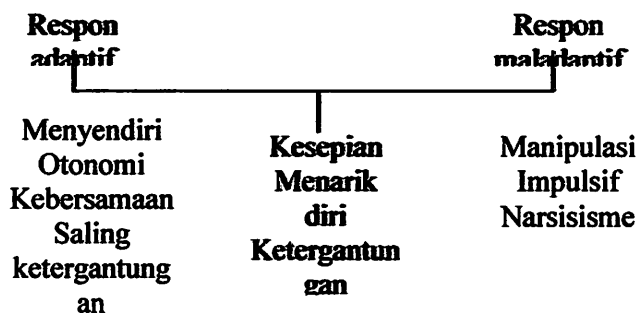 Respon
adaptif
Respon
maladaptif
Menyendiri
Otonomi
Kebersamaan
Saling
ketergantung
an
Kesepian
Menarik
diri
Ketergantun
gan
Manipulasi
Impulsif
Narsisisme